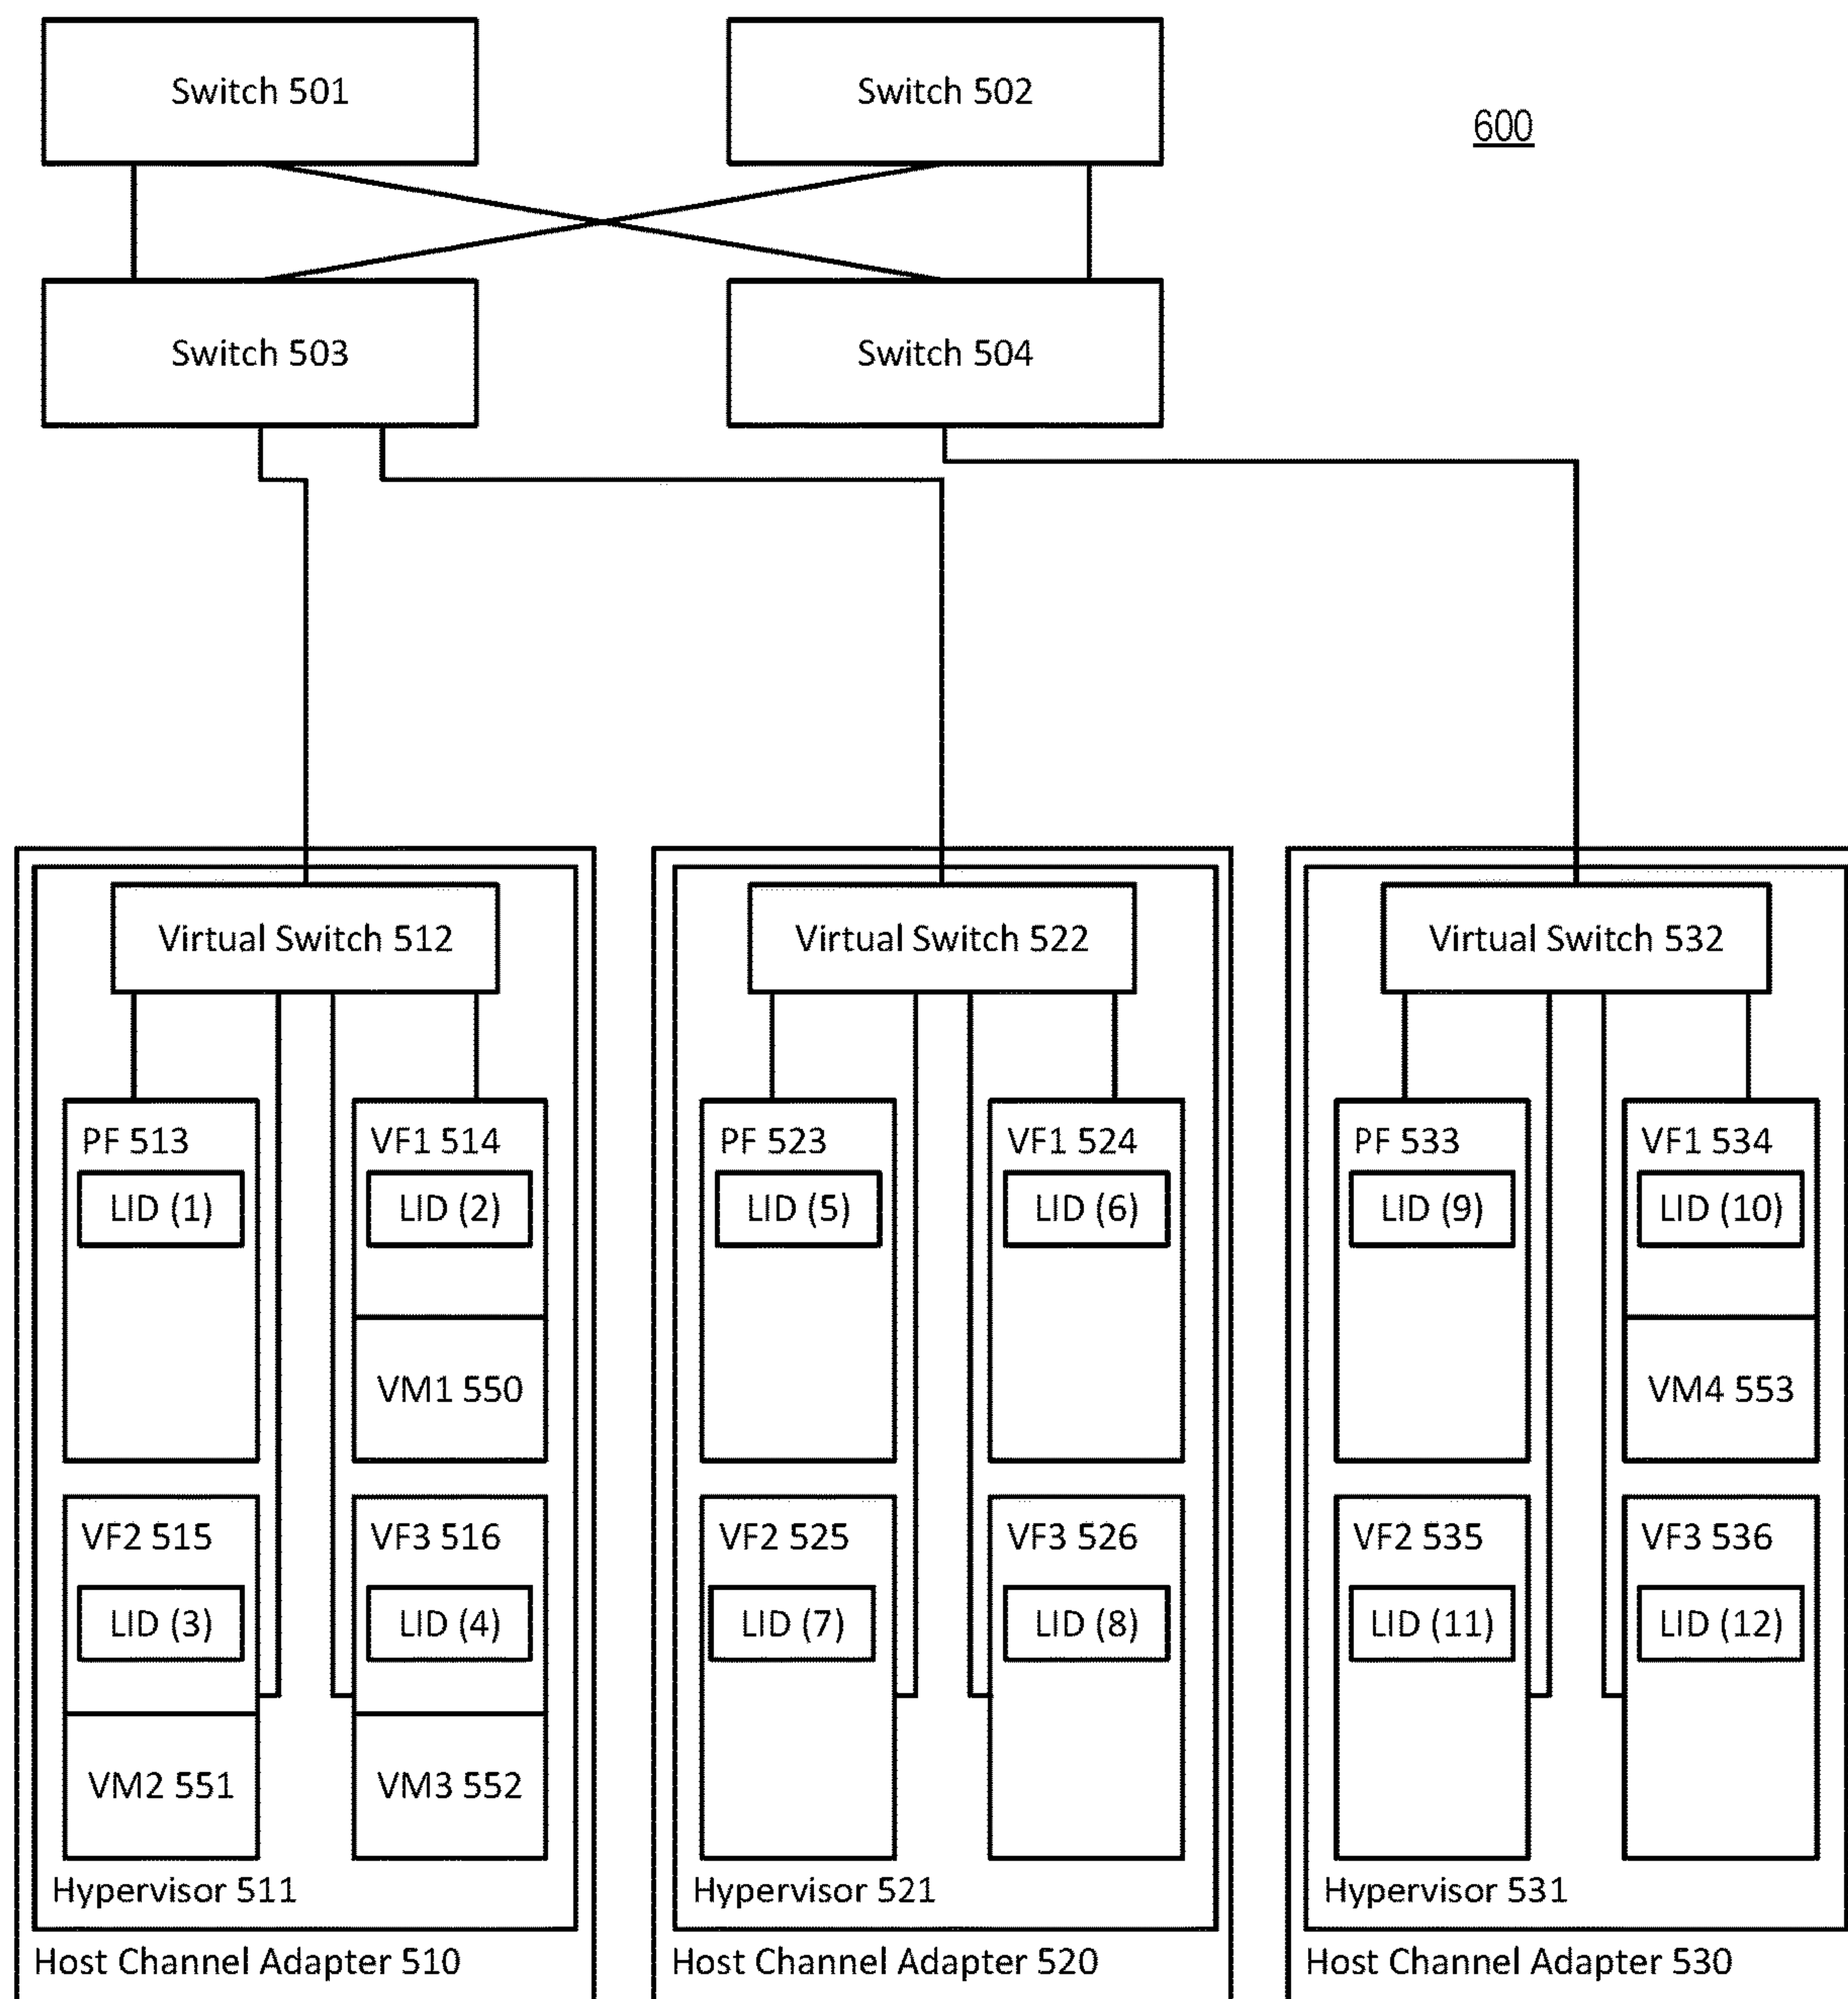 Switch 501
Switch 502
600
Switch 503
Switch 504
Virtual Switch 512
Virtual Switch 522
Virtual Switch 532
PF 513
LID (1)
VF1 514
LID (2)
VM1 550
PF 523
LID (5)
VF1 524
LID (6)
PF 533
LID (9)
VF1 534
LID (10)
VM4 553
VF2 515
LID (3)
VM2 551
VF3 516
LID (4)
VM3 552
VF2 525
LID (7)
VF3 526
LID (8)
VF2 535
LID (11)
VF3 536
LID (12)
Hypervisor 511
Hypervisor 521
Hypervisor 531
Host Channel Adapter 510
Host Channel Adapter 520
Host Channel Adapter 530